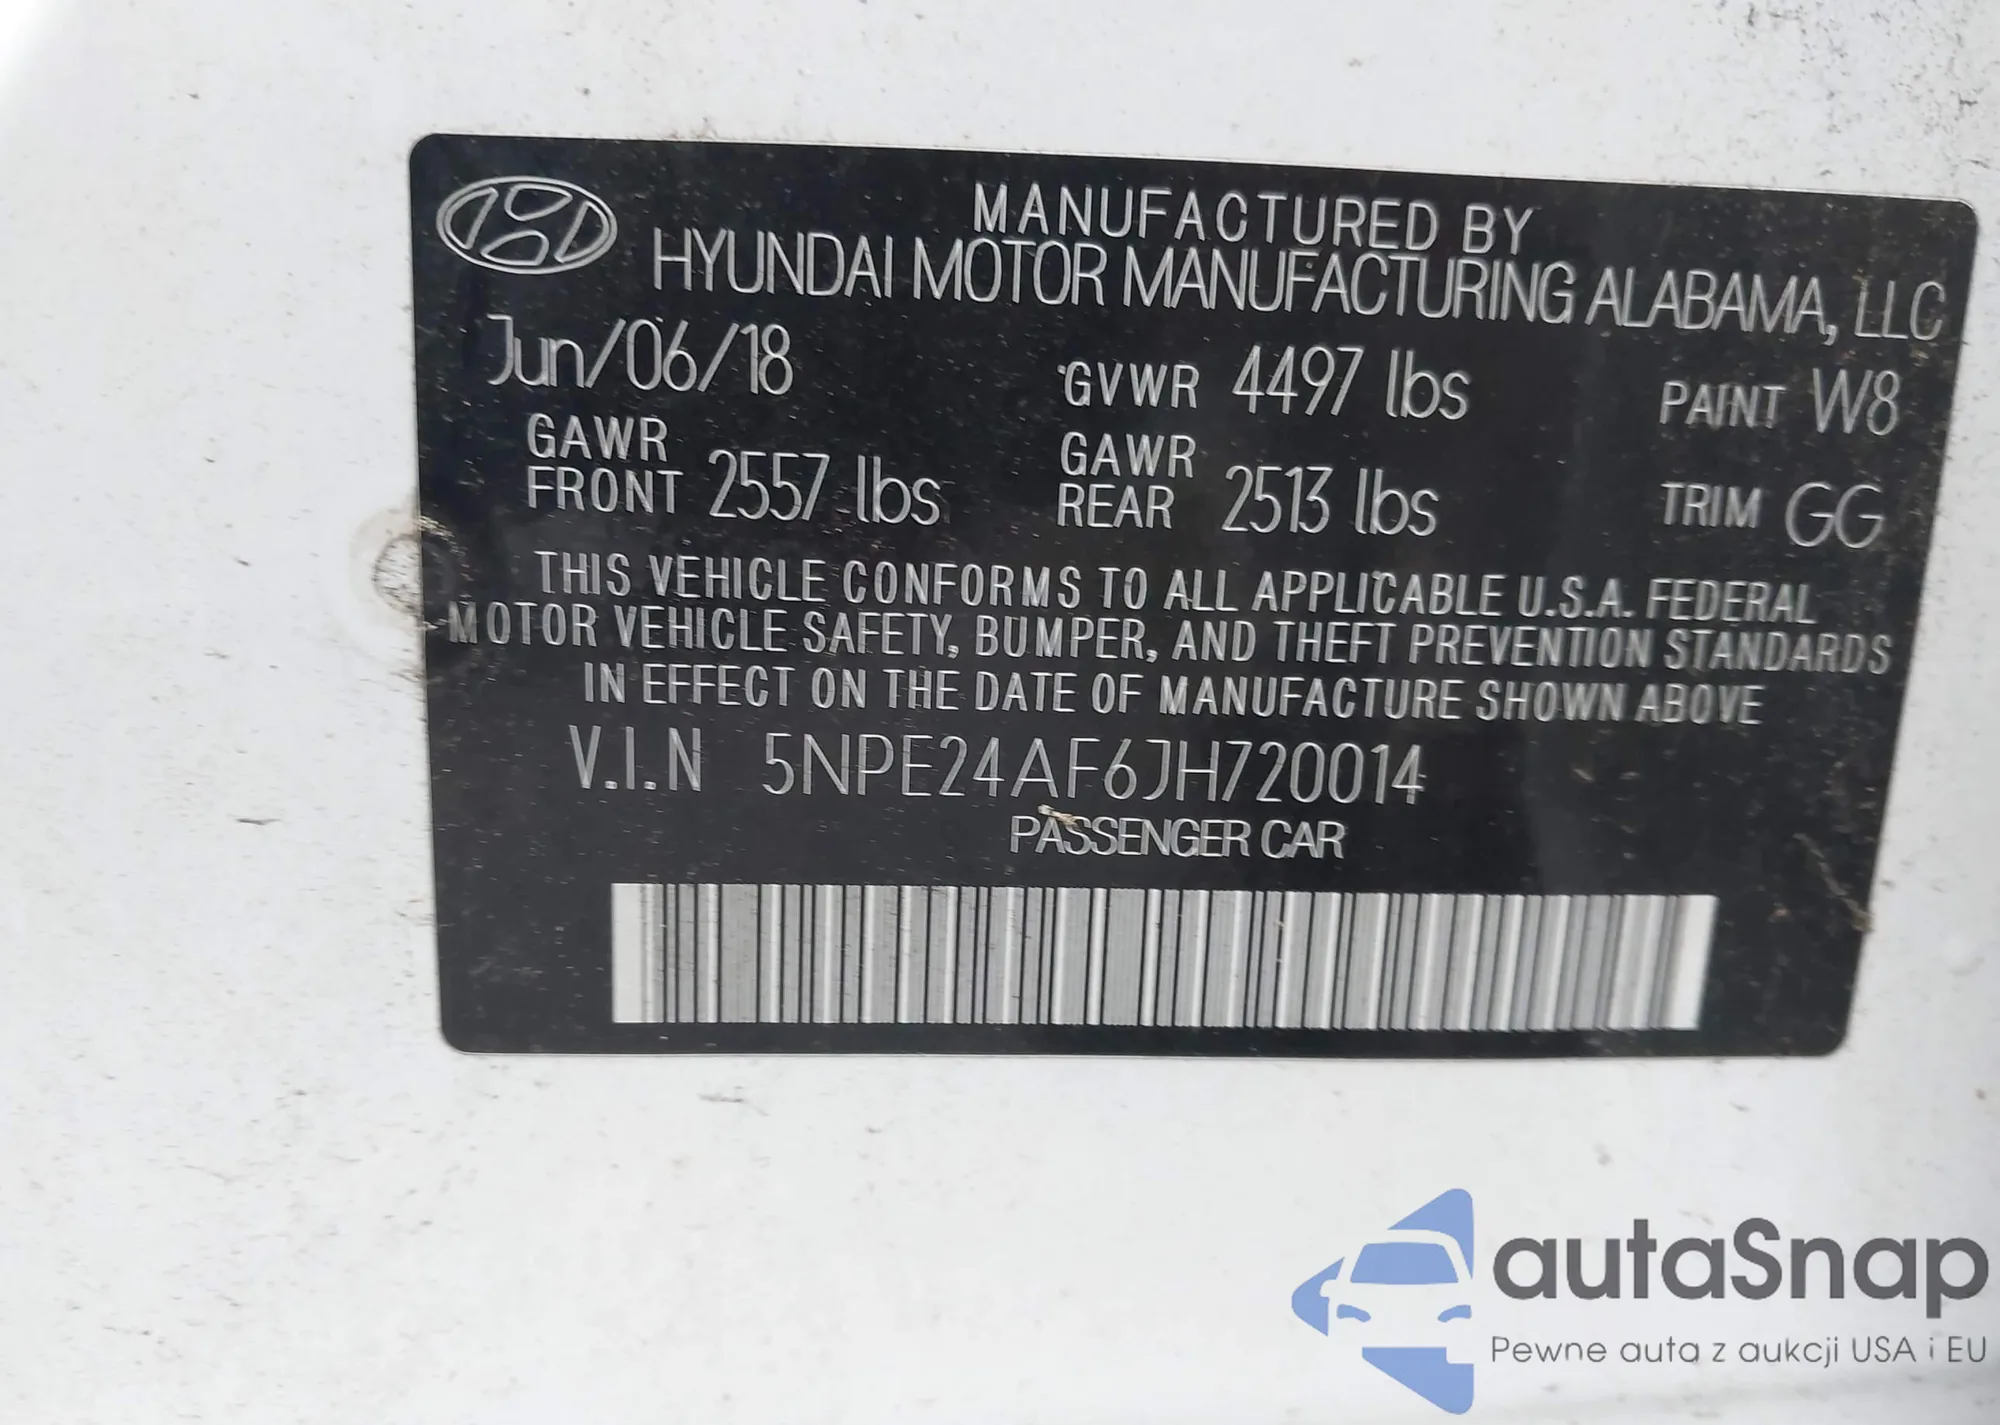 MANUFACTURED BY
HYUNDAI MOTOR MANUFACTURING ALABAMA, LLC
Jun/06/18 GVWR 4497 lbs PAINT W8
GAWR FRONT 2557 lbs GAWR REAR 2513 lbs TRIM GG
THIS VEHICLE CONFORMS TO ALL APPLICABLE U.S.A. FEDERAL
MOTOR VEHICLE SAFETY, BUMPER, AND THEFT PREVENTION STANDARDS
IN EFFECT ON THE DATE OF MANUFACTURE SHOWN ABOVE
V.I.N 5NPE24AF6JH720014
PASSENGER CAR
autaSnap
Pewne auta z aukcji USA i EU